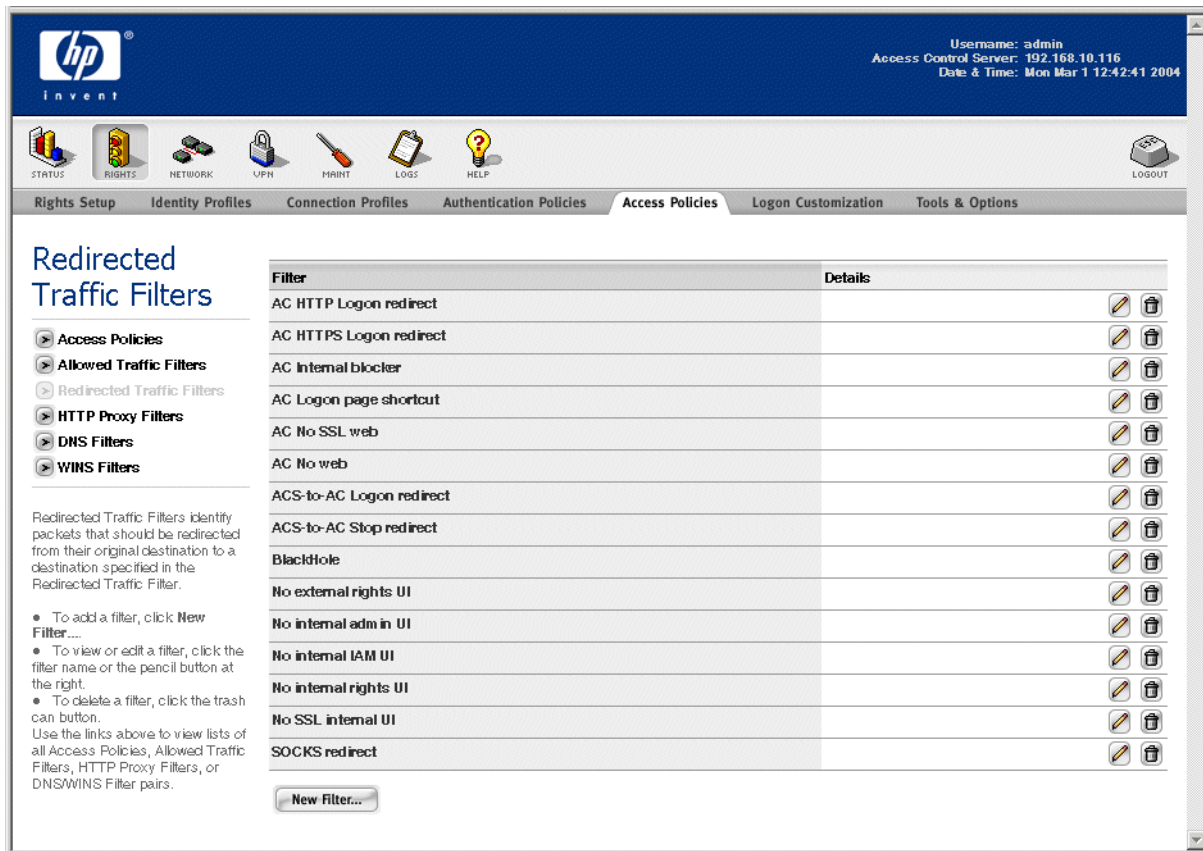 hp
®
invent
Username: admin
Access Control Server: 192.168.10.116
Date & Time: Mon Mar 1 12:42:41 2004
STATUS RIGHTS NETWORK VPN MAINT LOGS HELP LOGOUT
Rights Setup Identity Profiles Connection Profiles Authentication Policies Access Policies Logon Customization Tools & Options
Redirected
Traffic Filters
Access Policies
Allowed Traffic Filters
Redirected Traffic Filters
HTTP Proxy Filters
DNS Filters
WINS Filters
Redirected Traffic Filters identify
packets that should be redirected
from their original destination to a
destination specified in the
Redirected Traffic Filter.
• To add a filter, click New
Filter....
• To view or edit a filter, click the
filter name or the pencil button at
the right.
• To delete a filter, click the trash
can button.
Use the links above to view lists of
all Access Policies, Allowed Traffic
Filters, HTTP Proxy Filters, or
DNS/WINS Filter pairs.
Filter Details
AC HTTP Logon redirect
AC HTTPS Logon redirect
AC Internal blocker
AC Logon page shortcut
AC No SSL web
AC No web
ACS-to-AC Logon redirect
ACS-to-AC Stop redirect
BlackHole
No external rights UI
No internal admin UI
No internal IAM UI
No internal rights UI
No SSL internal UI
SOCKS redirect
New Filter...